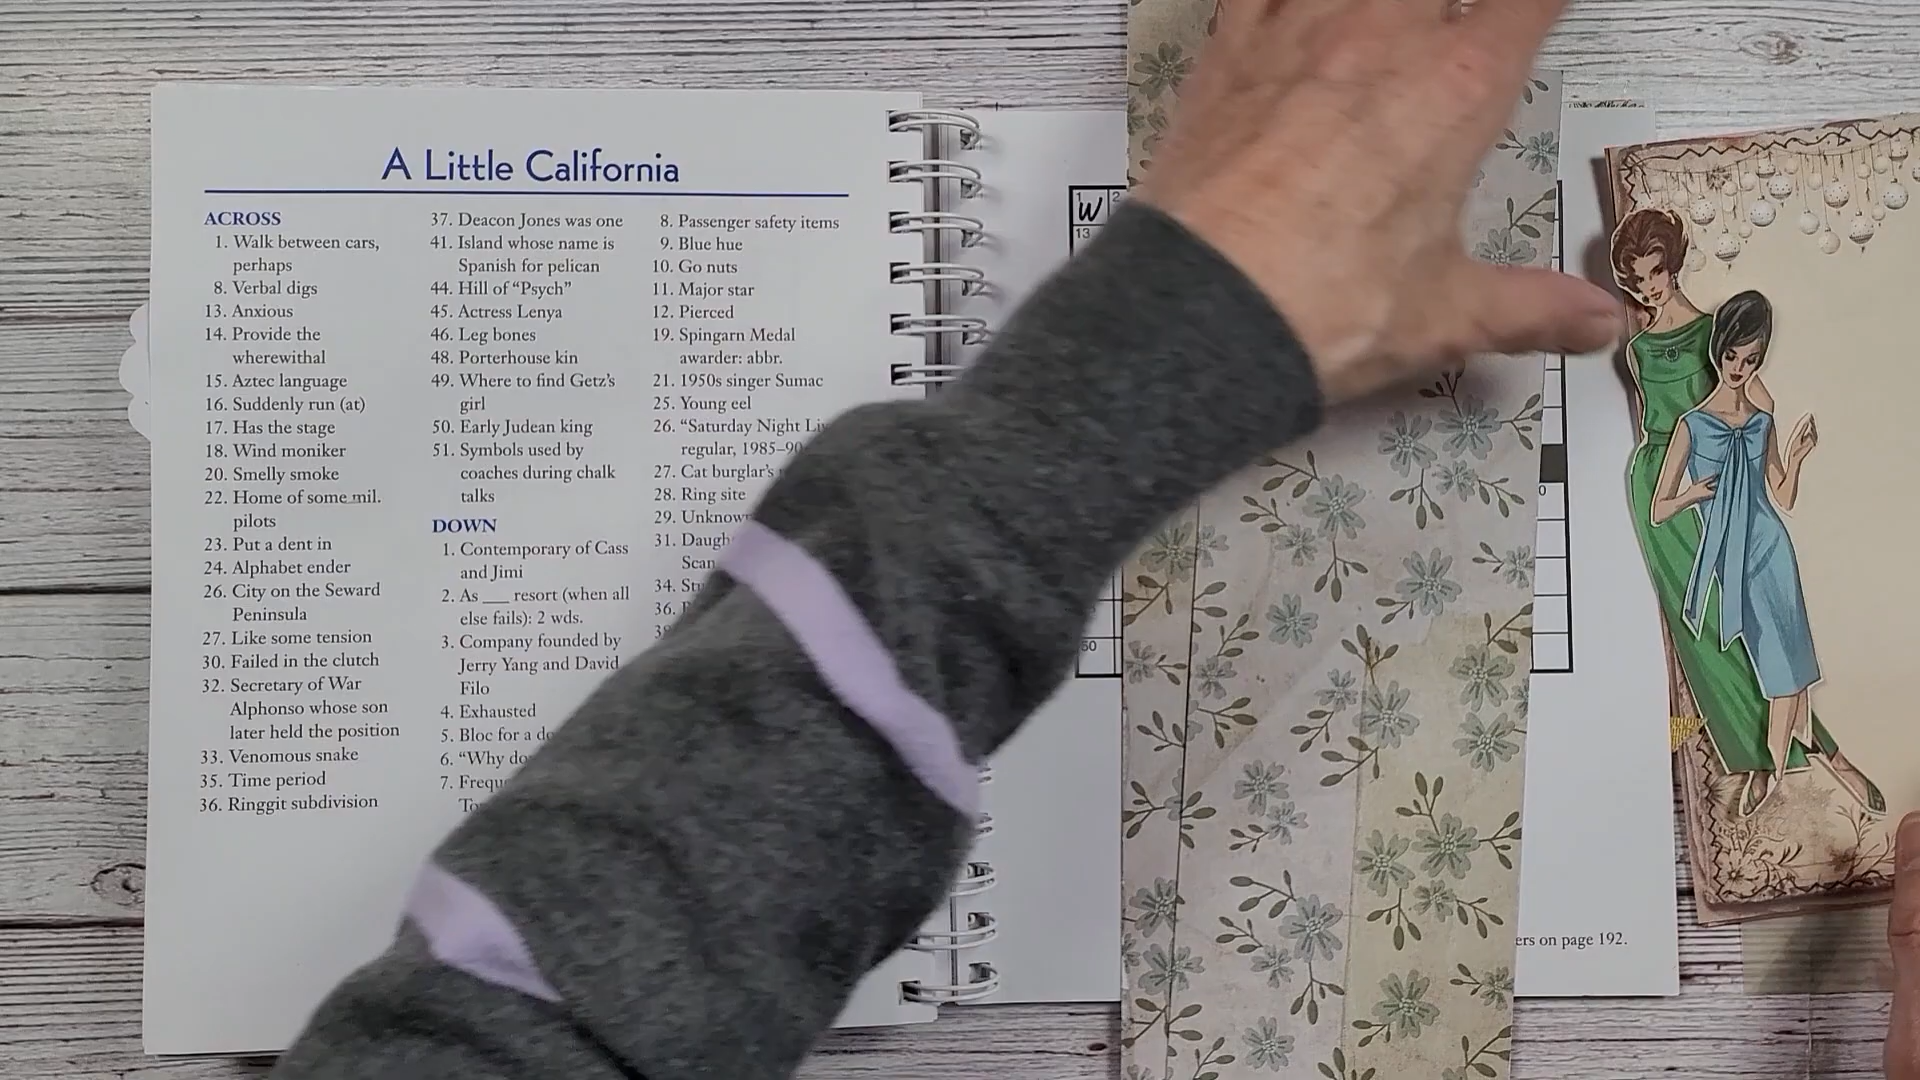 A Little California
ACROSS
1. Walk between cars,
perhaps
8. Verbal digs
13. Anxious
14. Provide the
wherewithal
15. Aztec language
16. Suddenly run (at)
17. Has the stage
18. Wind moniker
20. Smelly smoke
22. Home of some mil.
pilots
23. Put a dent in
24. Alphabet ender
26. City on the Seward
Peninsula
27. Like some tension
30. Failed in the clutch
32. Secretary of War
Alphonso whose son
later held the position
33. Venomous snake
35. Time period
36. Ringgit subdivision
37. Deacon Jones was one
41. Island whose name is
Spanish for pelican
44. Hill of “Psych”
45. Actress Lenya
46. Leg bones
48. Porterhouse kin
49. Where to find Getz’s
girl
50. Early Judean king
51. Symbols used by
coaches during chalk
talks
DOWN
1. Contemporary of Cass
and Jimi
2. As ___ resort (when all
else fails): 2 wds.
3. Company founded by
Jerry Yang and David
Filo
4. Exhausted
5. Bloc for a
6. “Why
7.
8. Passenger safety items
9. Blue hue
10. Go nuts
11. Major star
12. Pierced
19. Spingarn Medal
awarder: abbr.
21. 1950s singer Sumac
25. Young eel
26. “Saturday Night
regular, 1985–90
27. Cat burglar’s
28. Ring site
29.
31.
34.
36.
1 W 2
13
50
on page 192.